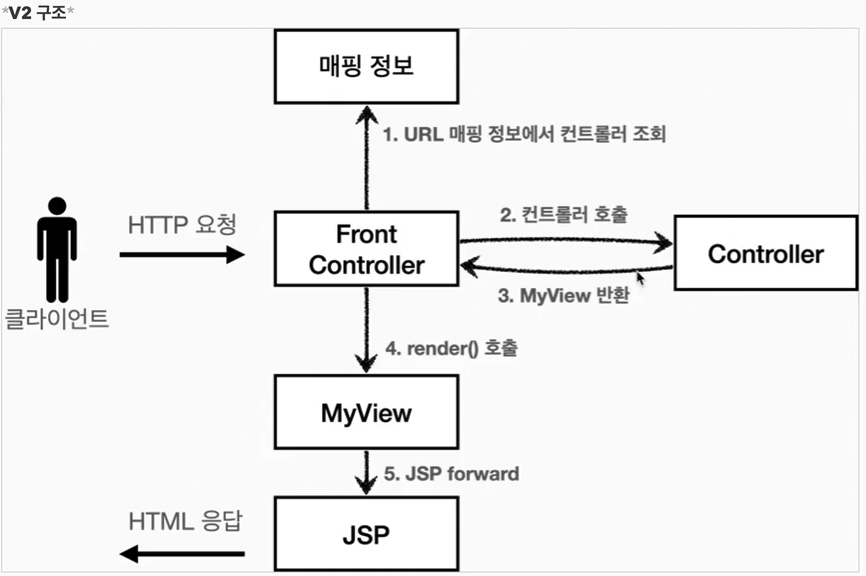 *V2 구조*
매핑 정보
1. URL 매핑 정보에서 컨트롤러 조회
HTTP 요청
Front
Controller
2. 컨트롤러 호출
Controller
3. MyView 반환
클라이언트
4. render() 호출
MyView
5. JSP forward
HTML 응답
JSP